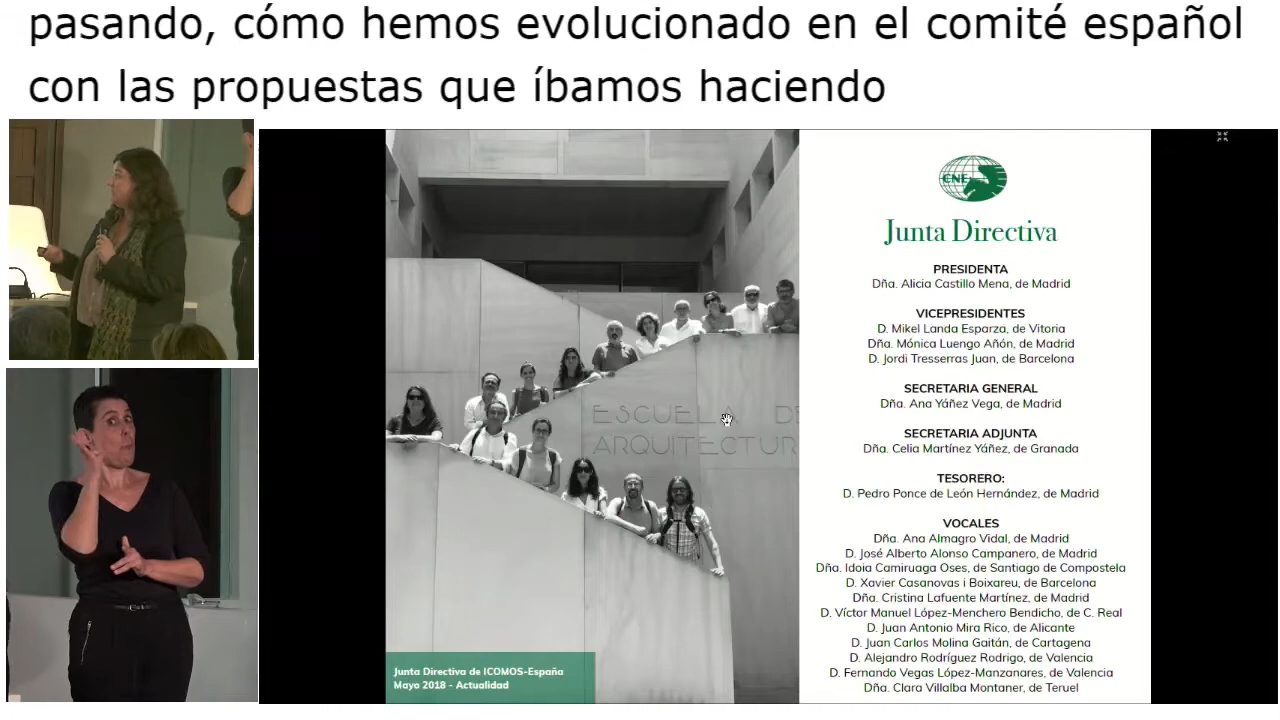 pasando, cómo hemos evolucionado en el comité español
con las propuestas que íbamos haciendo
ESCUELA DE
ARQUITECTUR
Junta Directiva de ICOMOS-España
Mayo 2018 - Actualidad
CNE
Junta Directiva
PRESIDENTA
Dña. Alicia Castillo Mena, de Madrid
VICEPRESIDENTES
D. Mikel Landa Esparza, de Vitoria
Dña. Mónica Luengo Añón, de Madrid
D. Jordi Tresserras Juan, de Barcelona
SECRETARIA GENERAL
Dña. Ana Yáñez Vega, de Madrid
SECRETARIA ADJUNTA
Dña. Celia Martínez Yáñez, de Granada
TESORERO:
D. Pedro Ponce de León Hernández, de Madrid
VOCALES
Dña. Ana Almagro Vidal, de Madrid
D. José Alberto Alonso Campanero, de Madrid
Dña. Idoia Camiruaga Oses, de Santiago de Compostela
D. Xavier Casanovas i Boixareu, de Barcelona
Dña. Cristina Lafuente Martínez, de Madrid
D. Víctor Manuel López-Menchero Bendicho, de C. Real
D. Juan Antonio Mira Rico, de Alicante
D. Juan Carlos Molina Gaitán, de Cartagena
D. Alejandro Rodríguez Rodrigo, de Valencia
D. Fernando Vegas López-Manzanares, de Valencia
Dña. Clara Villalba Montaner, de Teruel